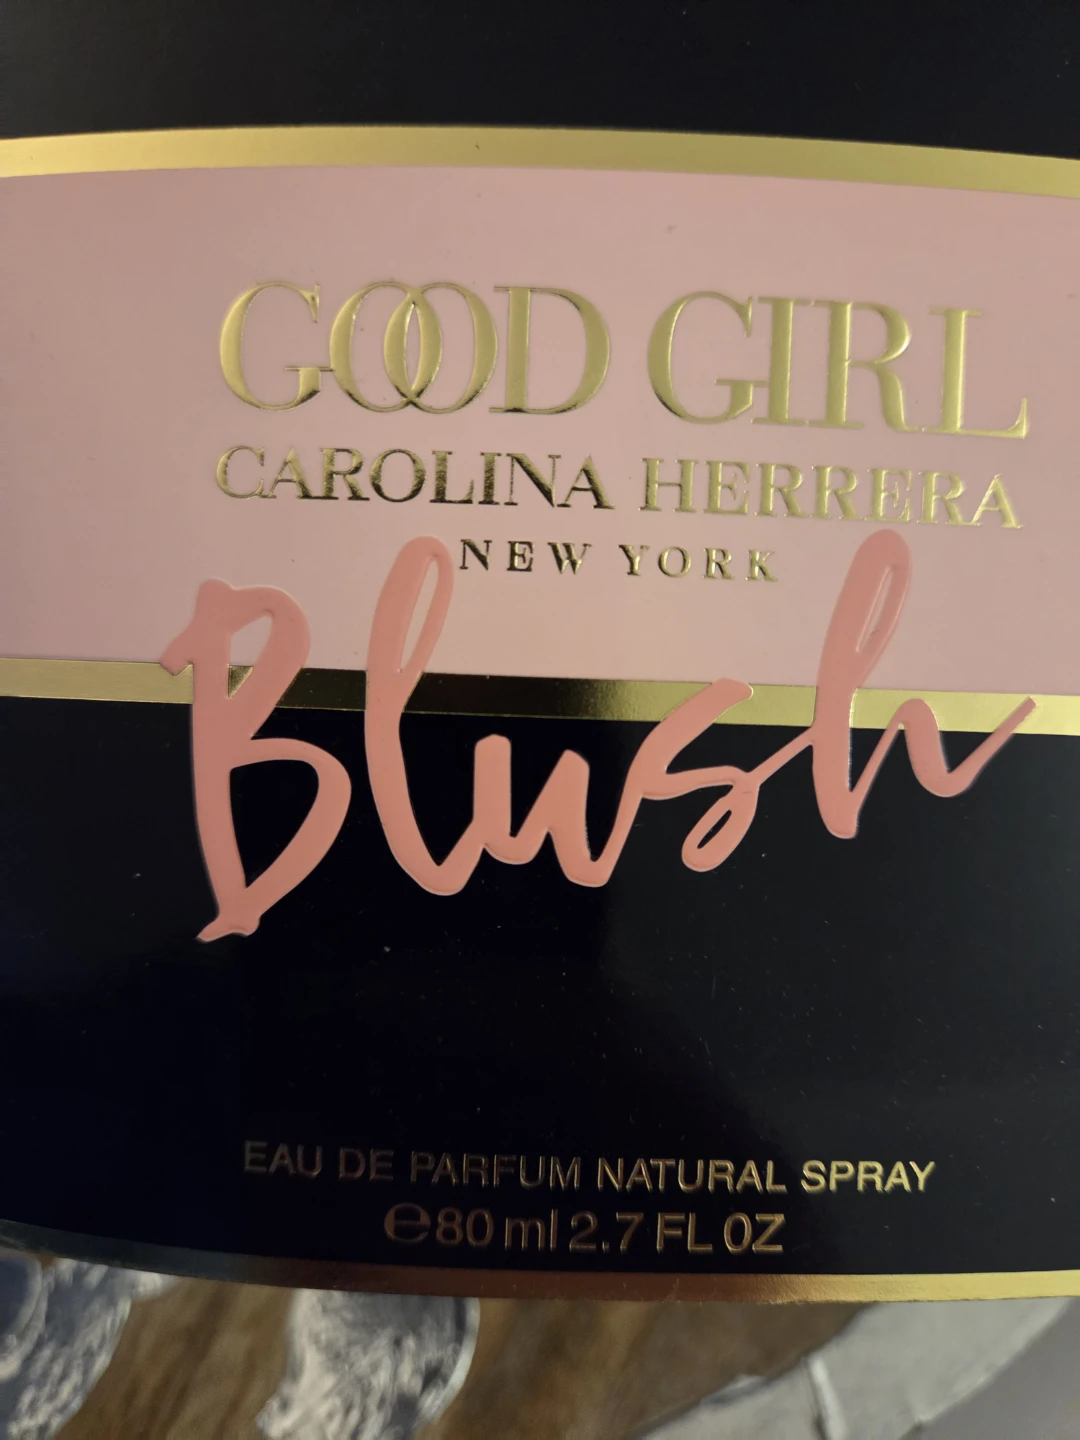 GOOD GIRL
CAROLINA HERRERA
NEW YORK
Blush
EAU DE PARFUM NATURAL SPRAY
℮80 ml 2.7 FL OZ